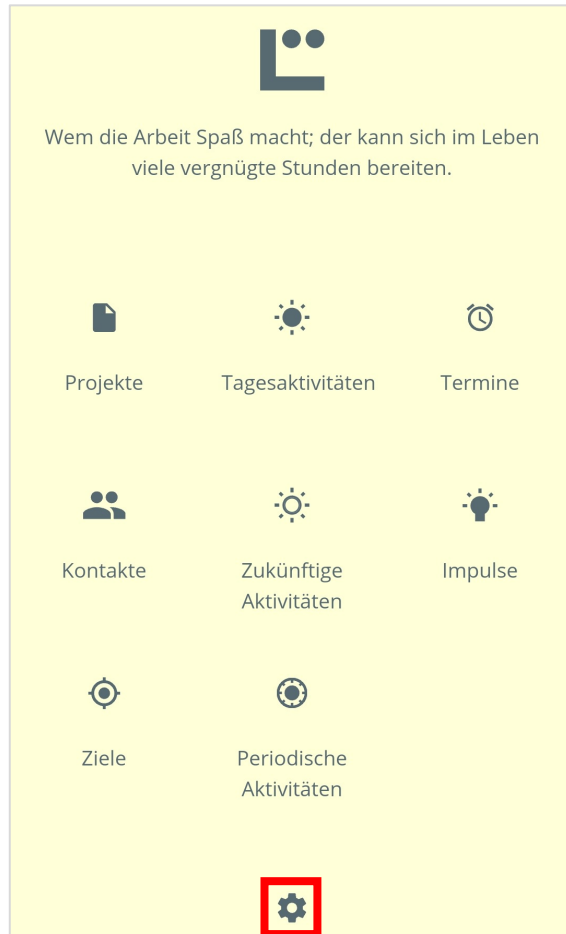 Wem die Arbeit Spaß macht; der kann sich im Leben
viele vergnügte Stunden bereiten.
Projekte
Tagesaktivitäten
Termine
Kontakte
Zukünftige
Aktivitäten
Impulse
Ziele
Periodische
Aktivitäten